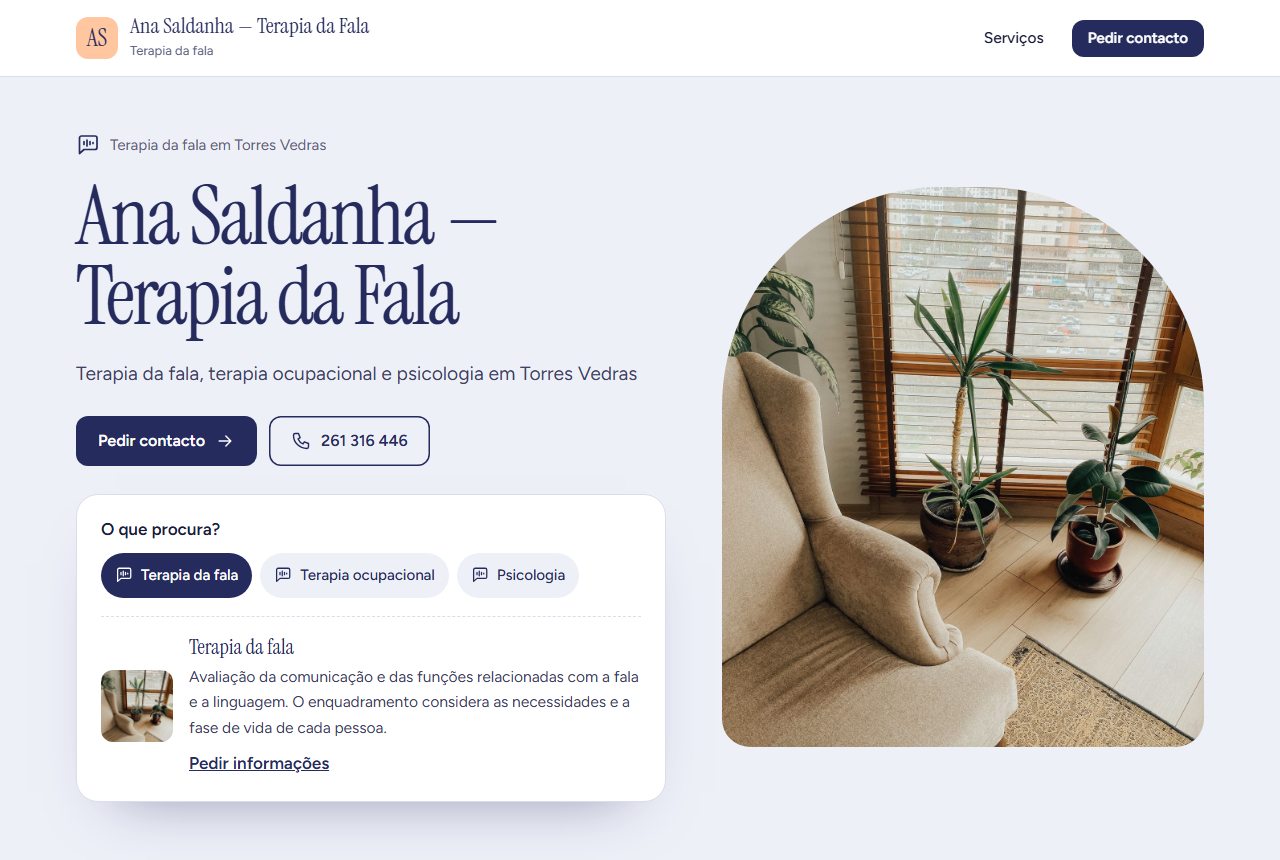 AS
Ana Saldanha — Terapia da Fala
Terapia da fala
Serviços
Pedir contacto
Terapia da fala em Torres Vedras
Ana Saldanha —
Terapia da Fala
Terapia da fala, terapia ocupacional e psicologia em Torres Vedras
Pedir contacto
261 316 446
O que procura?
Terapia da fala
Terapia ocupacional
Psicologia
Terapia da fala
Avaliação da comunicação e das funções relacionadas com a fala
e a linguagem. O enquadramento considera as necessidades e a
fase de vida de cada pessoa.
Pedir informações